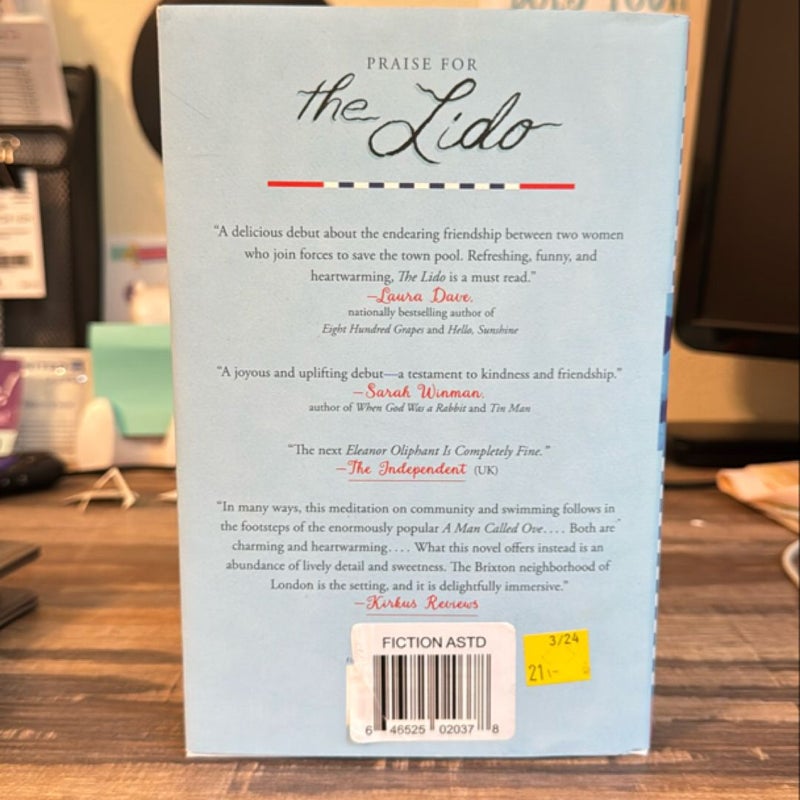 PRAISE FOR
the Lido
“A delicious debut about the endearing friendship between two women
who join forces to save the town pool. Refreshing, funny, and
heartwarming, The Lido is a must read.”
—Laura Dave,
nationally bestselling author of
Eight Hundred Grapes and Hello, Sunshine
“A joyous and uplifting debut—a testament to kindness and friendship.”
—Sarah Winman,
author of When God Was a Rabbit and Tin Man
“The next Eleanor Oliphant Is Completely Fine.”
—The Independent (UK)
“In many ways, this meditation on community and swimming follows in
the footsteps of the enormously popular A Man Called Ove.... Both are
charming and heartwarming.... What this novel offers instead is an
abundance of lively detail and sweetness. The Brixton neighborhood of
London is the setting, and it is delightfully immersive.”
—Kirkus Reviews
FICTION ASTD
6 46525 02037 8
3/24
21,-